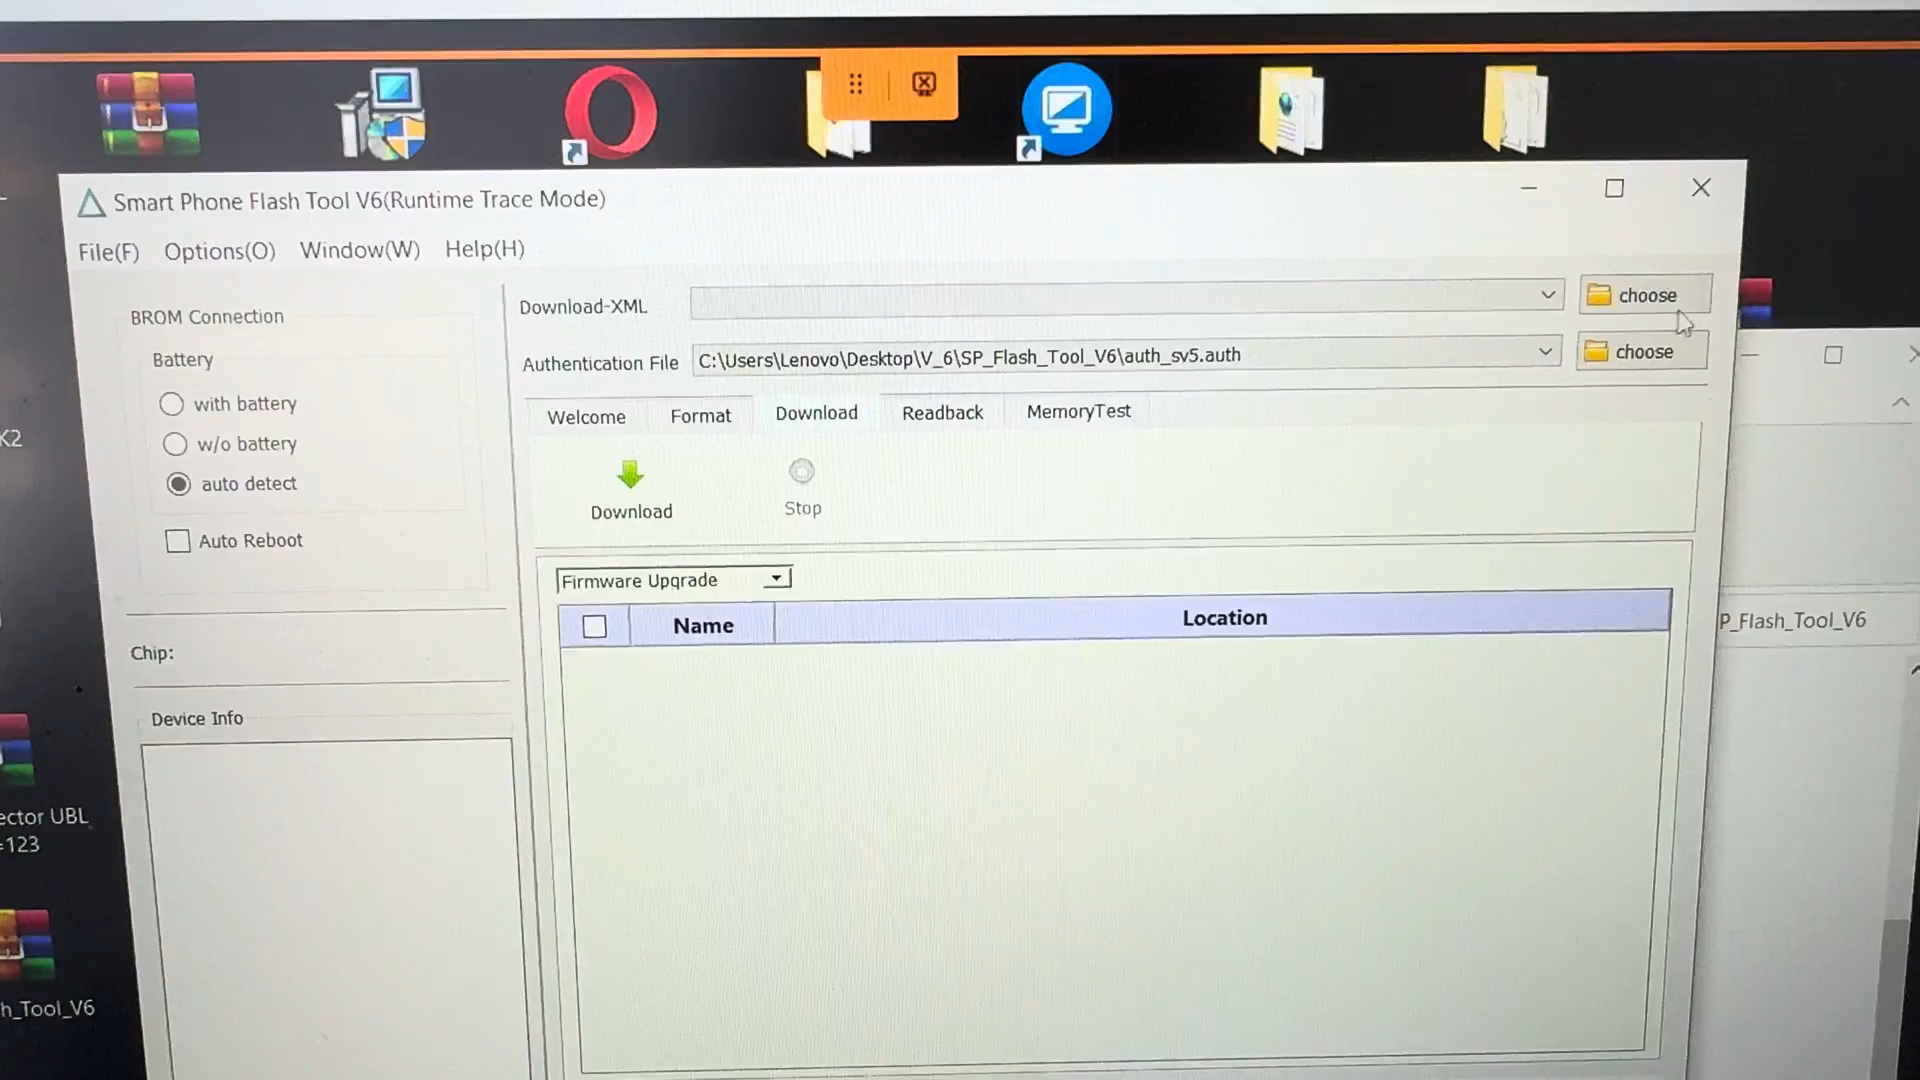 Smart Phone Flash Tool V6(Runtime Trace Mode)
File(F) Options(O) Window(W) Help(H)
BROM Connection
Battery
with battery
w/o battery
auto detect
Auto Reboot
Chip:
Device Info
Download-XML
choose
Authentication File
C:\Users\Lenovo\Desktop\V_6\SP_Flash_Tool_V6\auth_sv5.auth
choose
Welcome Format Download Readback MemoryTest
Download Stop
Firmware Upgrade
Name Location
P_Flash_Tool_V6
K2
ector UBL
=123
h_Tool_V6